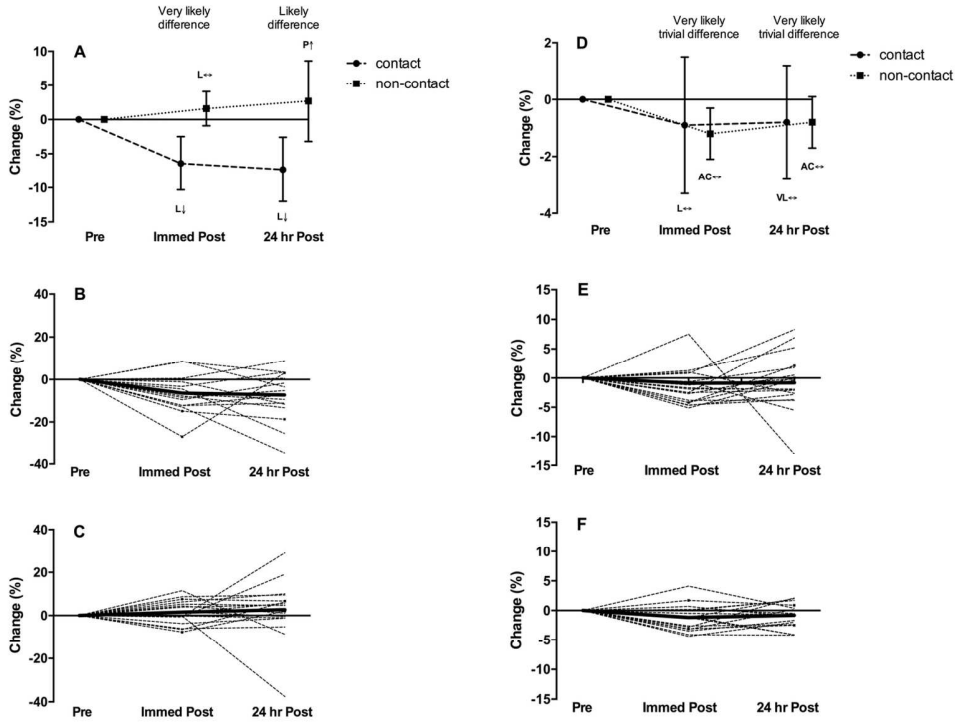 Very likely
difference
Likely
difference
A
P↑
contact
non-contact
L↔
L↓
L↓
Change (%)
10
5
0
-5
-10
-15
Pre
Immed Post
24 hr Post
Very likely
trivial difference
Very likely
trivial difference
D
contact
non-contact
AC↔
AC↔
L↔
VL↔
Change (%)
2
0
-2
-4
Pre
Immed Post
24 hr Post
B
Change (%)
40
20
0
-20
-40
Pre
Immed Post
24 hr Post
E
Change (%)
15
10
5
0
-5
-10
-15
Pre
Immed Post
24 hr Post
C
Change (%)
40
20
0
-20
-40
Pre
Immed Post
24 hr Post
F
Change (%)
15
10
5
0
-5
-10
-15
Pre
Immed Post
24 hr Post